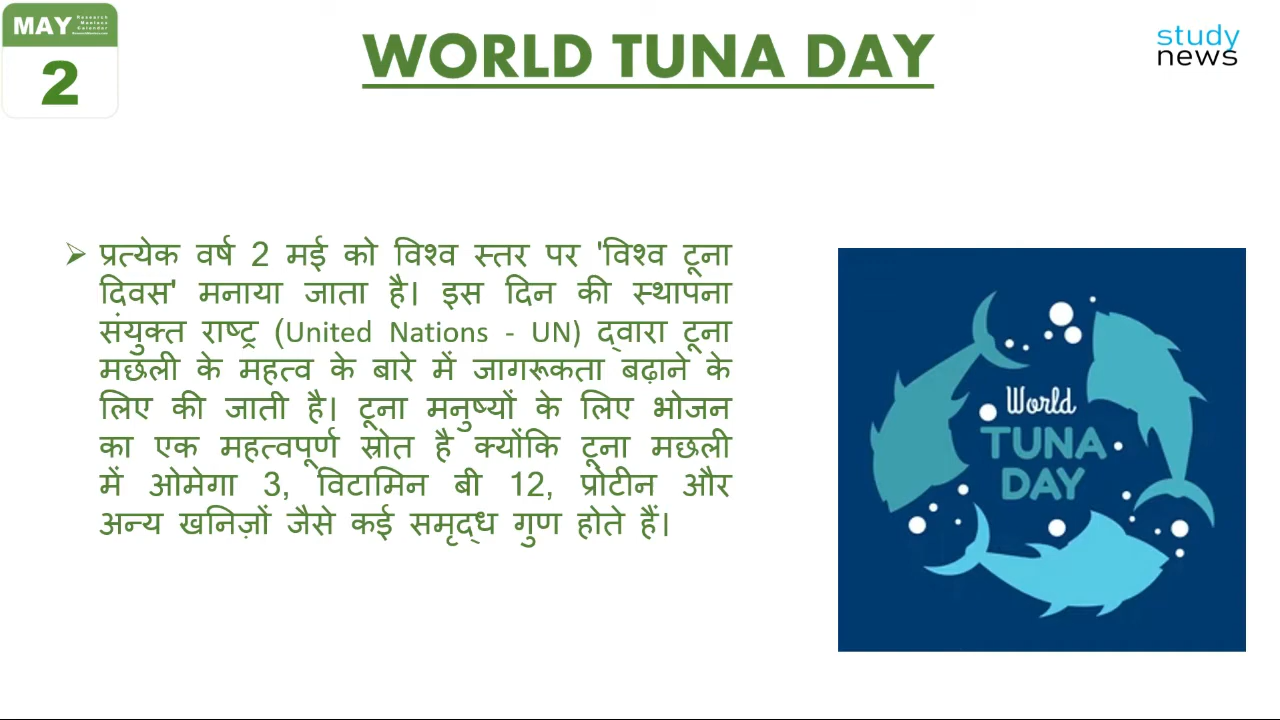 MAY
2
WORLD TUNA DAY
study
news
➢ प्रत्येक वर्ष 2 मई को विश्व स्तर पर 'विश्व टूना
दिवस' मनाया जाता है। इस दिन की स्थापना
संयुक्त राष्ट्र (United Nations - UN) द्वारा टूना
मछली के महत्व के बारे में जागरूकता बढ़ाने के
लिए की जाती है। टूना मनुष्यों के लिए भोजन
का एक महत्वपूर्ण स्रोत है क्योंकि टूना मछली
में ओमेगा 3, विटामिन बी 12, प्रोटीन और
अन्य खनिज़ों जैसे कई समृद्ध गुण होते हैं।
World
TUNA
DAY